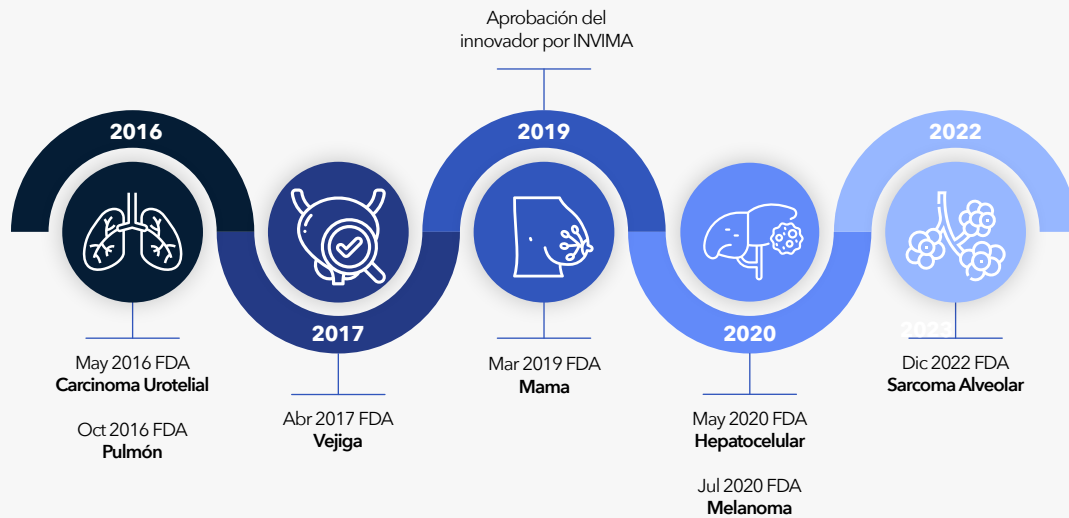 Aprobación del
innovador por INVIMA
2016
2019
2022
2017
2020
2023
May 2016 FDA
Carcinoma Urotelial
Oct 2016 FDA
Pulmón
Abr 2017 FDA
Vejiga
Mar 2019 FDA
Mama
May 2020 FDA
Hepatocelular
Jul 2020 FDA
Melanoma
Dic 2022 FDA
Sarcoma Alveolar